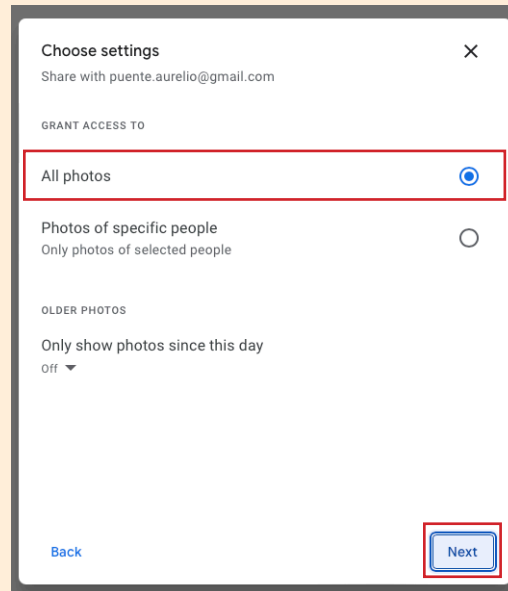 Choose settings
Share with puente.aurelio@gmail.com
GRANT ACCESS TO
All photos
Photos of specific people
Only photos of selected people
OLDER PHOTOS
Only show photos since this day
Off
Back
Next